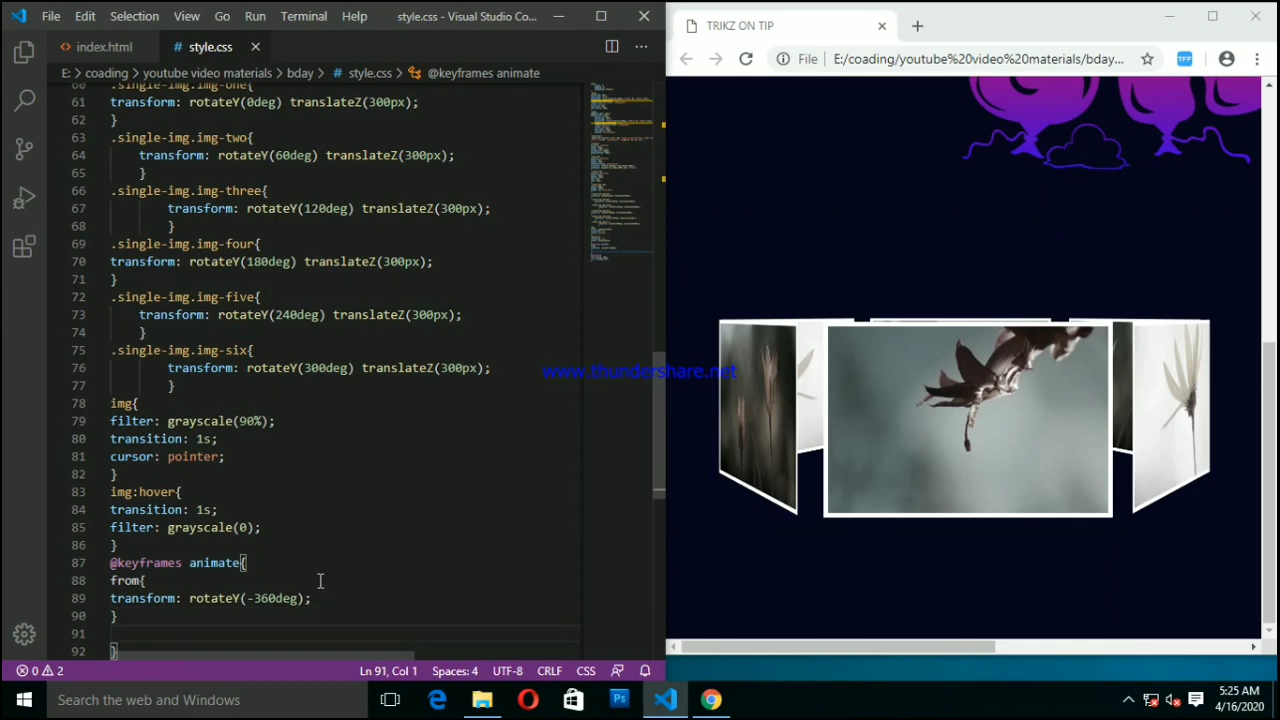 File Edit Selection View Go Run Terminal Help style.css - Visual Studio Co...
TRIKZ ON TIP
index.html
style.css
File E:/coading/youtube%20video%20materials/bday...
TFF
E: > coading > youtube video materials > bday > # style.css > @keyframes animate
60 .single-img.img-one{
61 transform: rotateY(0deg) translateZ(300px);
62 }
63 .single-img.img-two{
64 transform: rotateY(60deg) translateZ(300px);
65 }
66 .single-img.img-three{
67 transform: rotateY(120deg) translateZ(300px);
68 }
69 .single-img.img-four{
70 transform: rotateY(180deg) translateZ(300px);
71 }
72 .single-img.img-five{
73 transform: rotateY(240deg) translateZ(300px);
74 }
75 .single-img.img-six{
76 transform: rotateY(300deg) translateZ(300px);
77 }
www.thundershare.net
78 img{
79 filter: grayscale(90%);
80 transition: 1s;
81 cursor: pointer;
82 }
83 img:hover{
84 transition: 1s;
85 filter: grayscale(0);
86 }
87 @keyframes animate{
88 from{
89 transform: rotateY(-360deg);
90 }
91
92 }
0 2 Ln 91, Col 1 Spaces: 4 UTF-8 CRLF CSS
Search the web and Windows
Ps
5:25 AM
4/16/2020